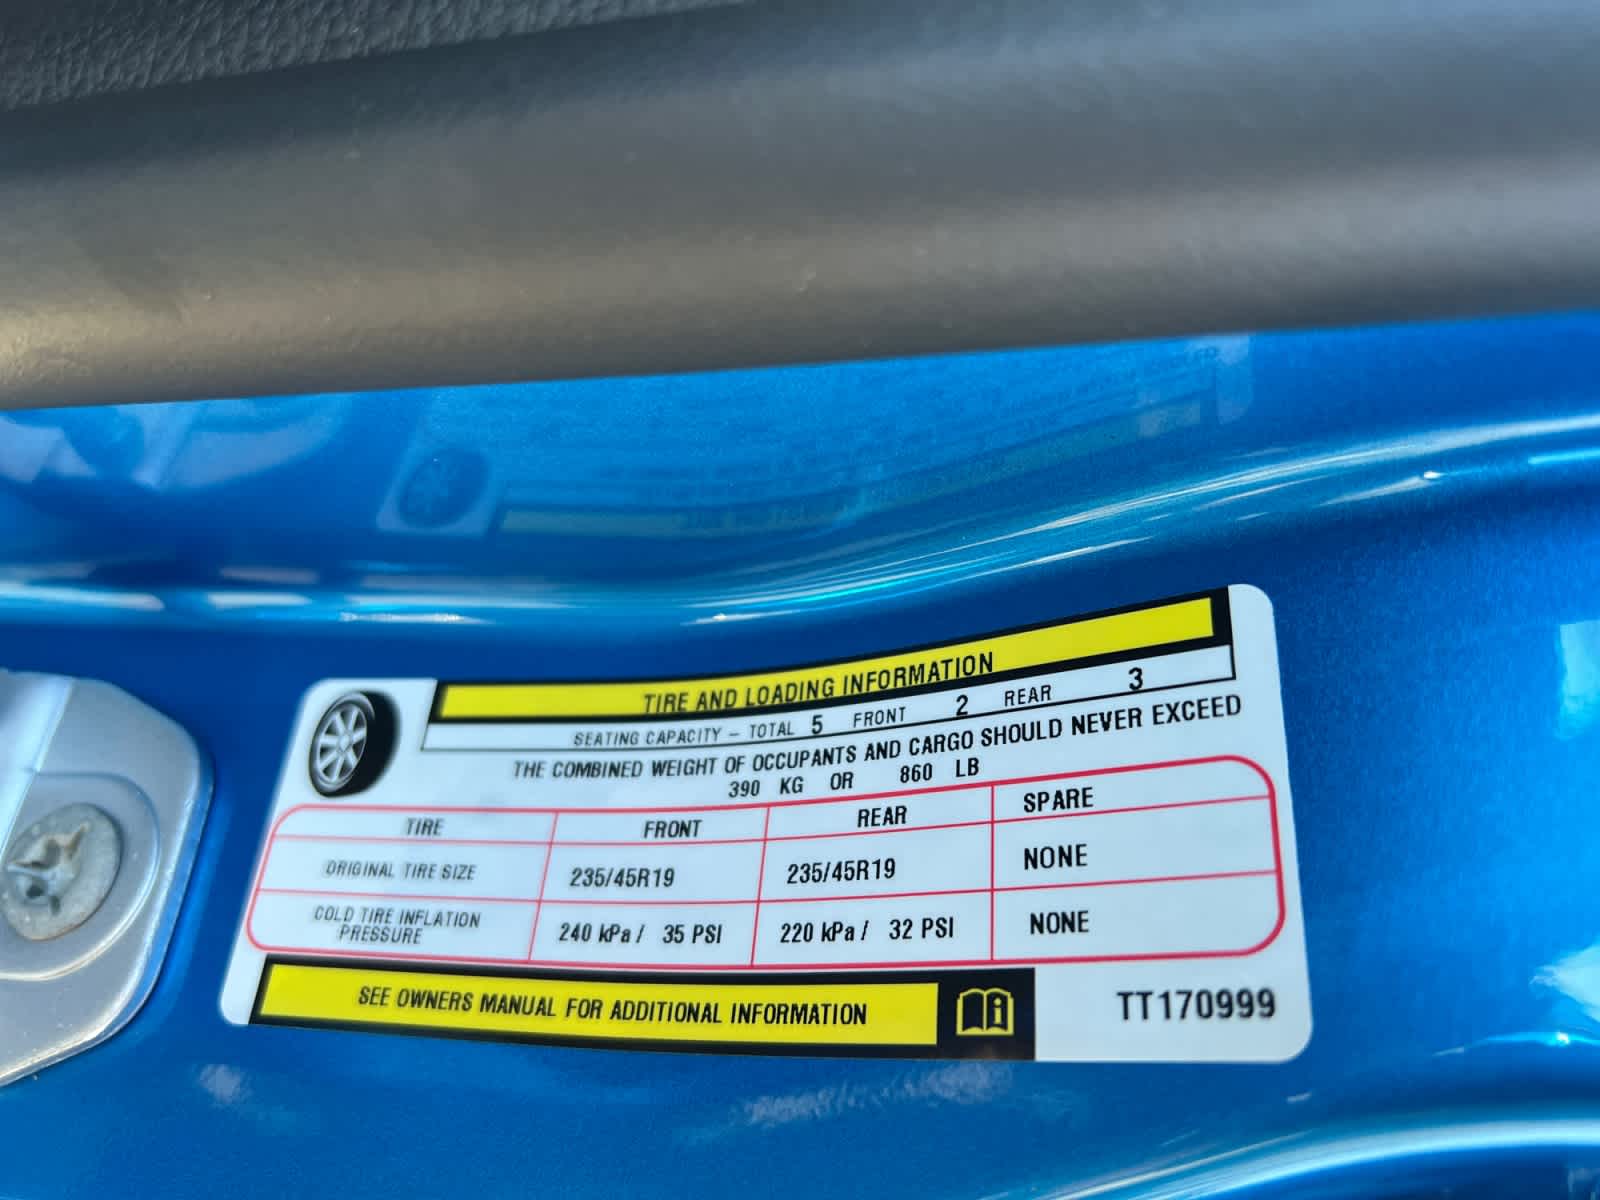 TIRE AND LOADING INFORMATION
SEATING CAPACITY – TOTAL 5 FRONT 2 REAR 3
THE COMBINED WEIGHT OF OCCUPANTS AND CARGO SHOULD NEVER EXCEED
390 KG OR 860 LB
TIRE FRONT REAR SPARE
ORIGINAL TIRE SIZE 235/45R19 235/45R19 NONE
COLD TIRE INFLATION
PRESSURE 240 kPa / 35 PSI 220 kPa / 32 PSI NONE
SEE OWNERS MANUAL FOR ADDITIONAL INFORMATION
TT170999